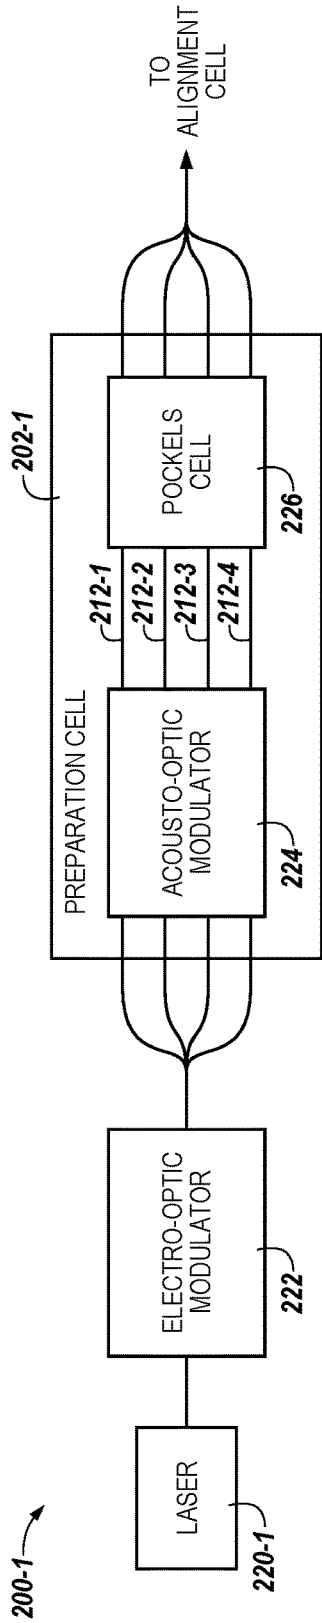 200-1
LASER
220-1
ELECTRO-OPTIC
MODULATOR
222
PREPARATION CELL
202-1
ACOUSTO-OPTIC
MODULATOR
224
212-1
212-2
212-3
212-4
POCKELS
CELL
226
TO
ALIGNMENT
CELL